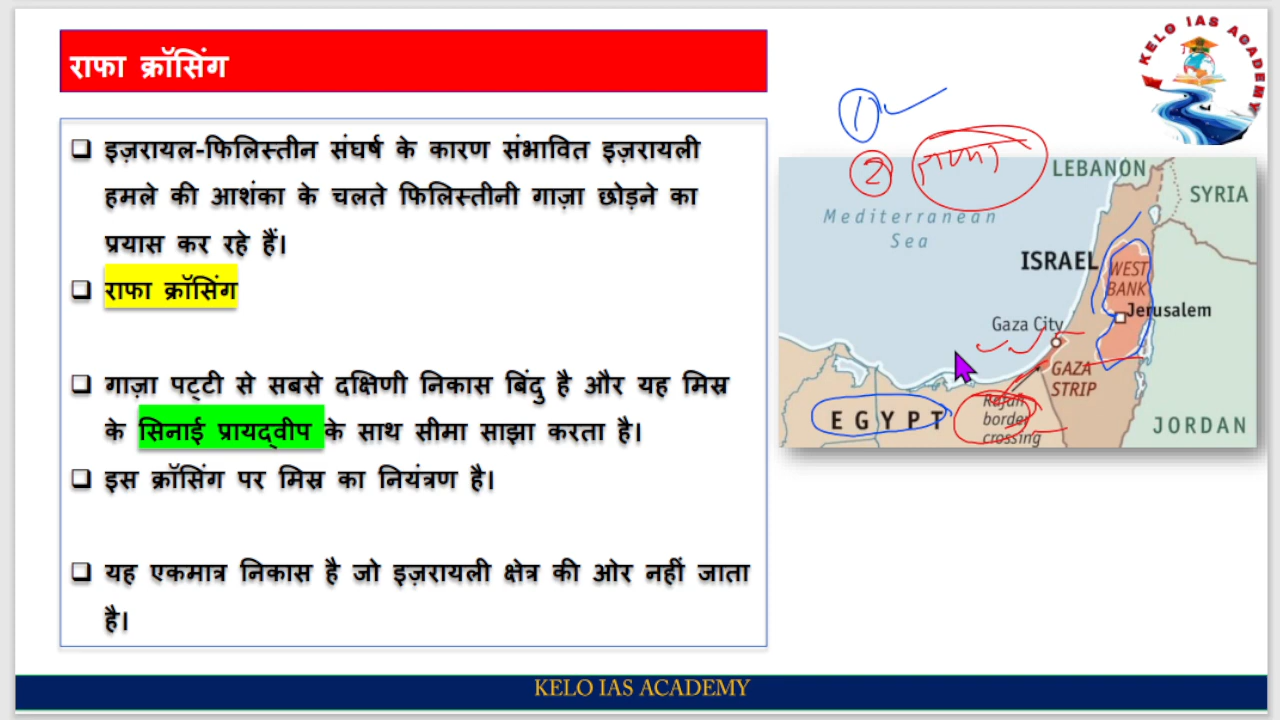 राफा क्रॉसिंग
KELO IAS ACADEMY
❑ इज़रायल-फिलिस्तीन संघर्ष के कारण संभावित इज़रायली
हमले की आशंका के चलते फिलिस्तीनी गाज़ा छोड़ने का
प्रयास कर रहे हैं।
❑ राफा क्रॉसिंग
❑ गाज़ा पट्टी से सबसे दक्षिणी निकास बिंदु है और यह मिस्र
के सिनाई प्रायद्वीप के साथ सीमा साझा करता है।
❑ इस क्रॉसिंग पर मिस्र का नियंत्रण है।
❑ यह एकमात्र निकास है जो इज़रायली क्षेत्र की ओर नहीं जाता
है।
1
2
LEBANON
SYRIA
Mediterranean
Sea
ISRAEL
WEST
BANK
Jerusalem
Gaza City
GAZA
STRIP
EGYPT
Rafah
border
crossing
JORDAN
KELO IAS ACADEMY